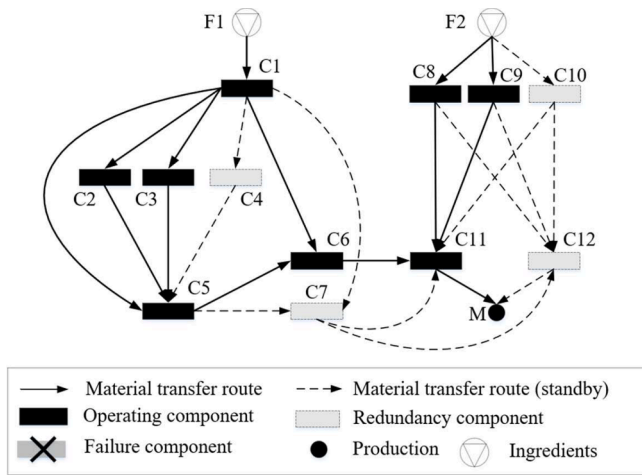 F1
F2
C1
C8
C9
C10
C2
C3
C4
C6
C11
C12
C5
C7
M
Material transfer route
Material transfer route (standby)
Operating component
Redundancy component
Failure component
Production
Ingredients